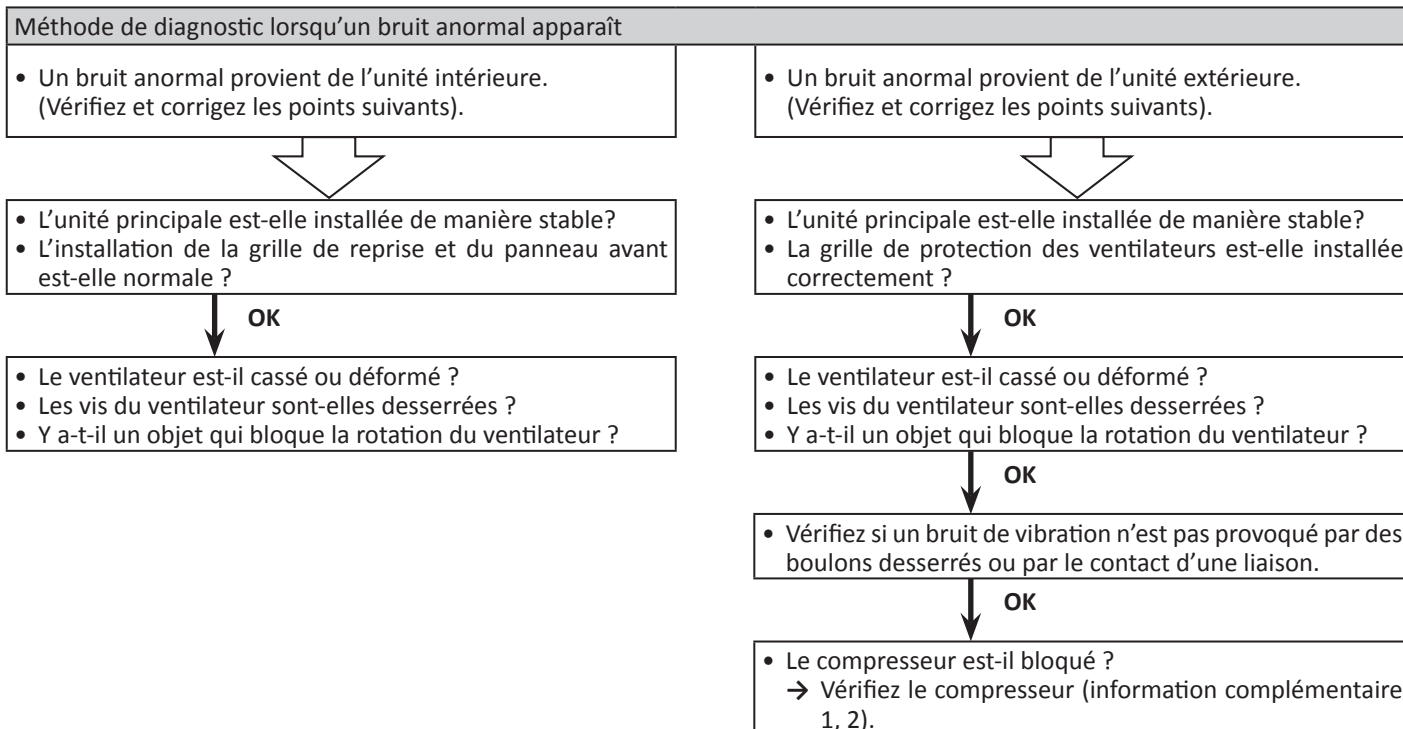 Méthode de diagnostic lorsqu’un bruit anormal apparaît
• Un bruit anormal provient de l’unité intérieure.
(Vérifiez et corrigez les points suivants).
• L’unité principale est-elle installée de manière stable?
• L’installation de la grille de reprise et du panneau avant
est-elle normale ?
OK
• Le ventilateur est-il cassé ou déformé ?
• Les vis du ventilateur sont-elles desserrées ?
• Y a-t-il un objet qui bloque la rotation du ventilateur ?
• Un bruit anormal provient de l’unité extérieure.
(Vérifiez et corrigez les points suivants).
• L’unité principale est-elle installée de manière stable?
• La grille de protection des ventilateurs est-elle installée
correctement ?
OK
• Le ventilateur est-il cassé ou déformé ?
• Les vis du ventilateur sont-elles desserrées ?
• Y a-t-il un objet qui bloque la rotation du ventilateur ?
OK
• Vérifiez si un bruit de vibration n’est pas provoqué par des
boulons desserrés ou par le contact d’une liaison.
OK
• Le compresseur est-il bloqué ?
→ Vérifiez le compresseur (information complémentaire
1, 2).